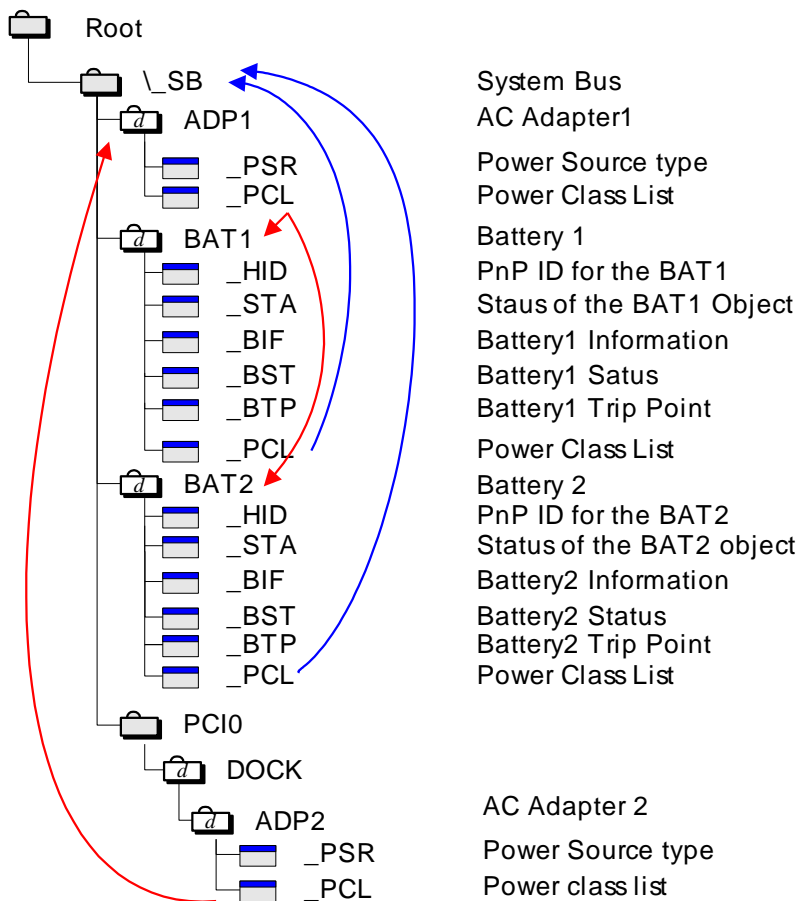 Root
\_SB System Bus
d ADP1 AC Adapter1
_PSR Power Source type
_PCL Power Class List
d BAT1 Battery 1
_HID PnP ID for the BAT1
_STA Staus of the BAT1 Object
_BIF Battery1 Information
_BST Battery1 Satus
_BTP Battery1 Trip Point
_PCL Power Class List
d BAT2 Battery 2
_HID PnP ID for the BAT2
_STA Status of the BAT2 object
_BIF Battery2 Information
_BST Battery2 Status
_BTP Battery2 Trip Point
_PCL Power Class List
PCI0
d DOCK
d ADP2 AC Adapter 2
_PSR Power Source type
_PCL Power class list